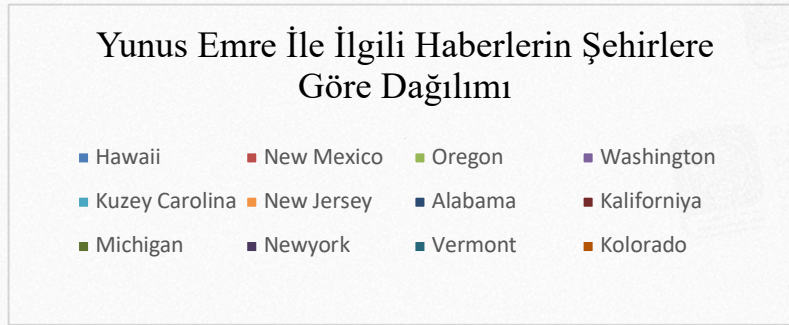 Yunus Emre İle İlgili Haberlerin Şehirlere
Göre Dağılımı
Hawaii New Mexico Oregon Washington
Kuzey Carolina New Jersey Alabama Kaliforniya
Michigan Newyork Vermont Kolorado